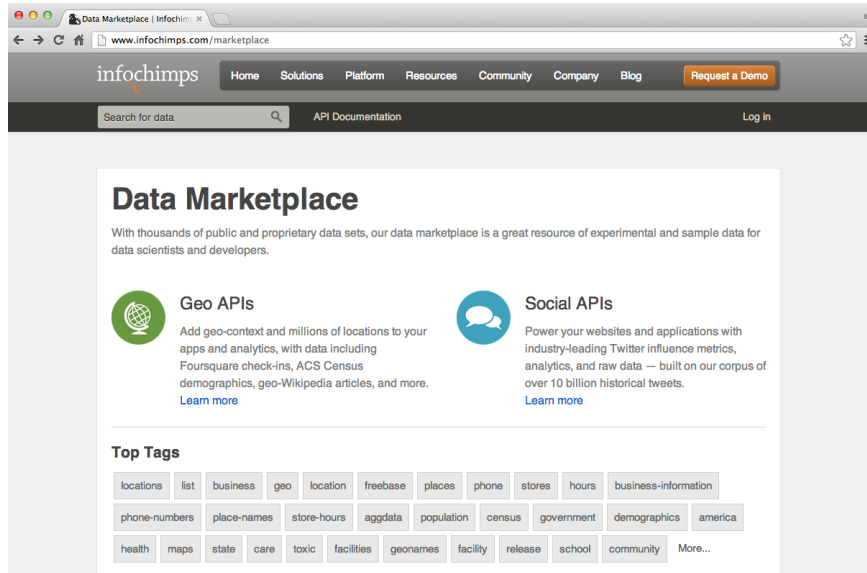 Data Marketplace | Infochim
www.infochimps.com/marketplace
infochimps
Home Solutions Platform Resources Community Company Blog Request a Demo
Search for data API Documentation Log in
Data Marketplace
With thousands of public and proprietary data sets, our data marketplace is a great resource of experimental and sample data for
data scientists and developers.
Geo APIs
Add geo-context and millions of locations to your
apps and analytics, with data including
Foursquare check-ins, ACS Census
demographics, geo-Wikipedia articles, and more.
Learn more
Social APIs
Power your websites and applications with
industry-leading Twitter influence metrics,
analytics, and raw data — built on our corpus of
over 10 billion historical tweets.
Learn more
Top Tags
locations list business geo location freebase places phone stores hours business-information
phone-numbers place-names store-hours aggdata population census government demographics america
health maps state care toxic facilities geonames facility release school community More...